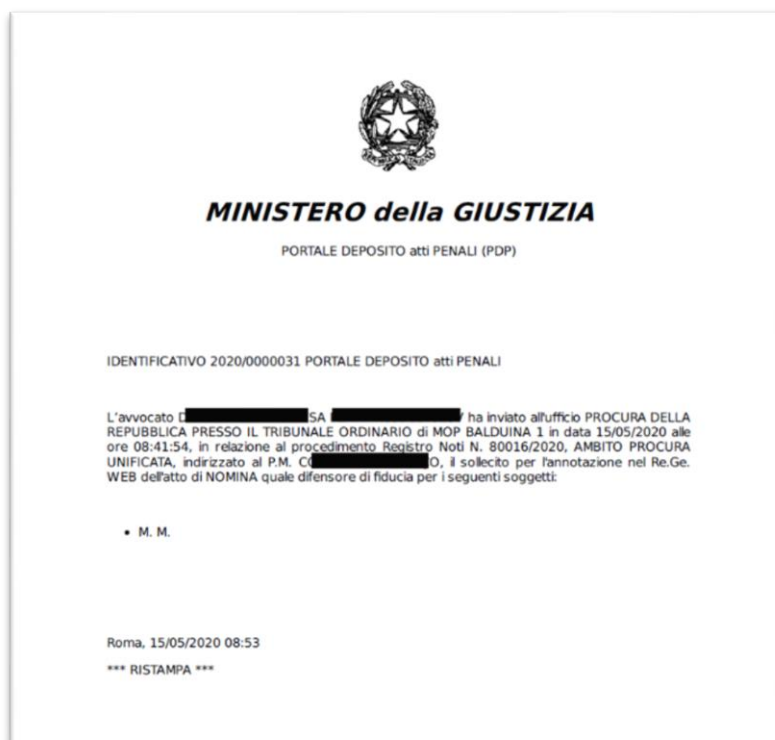 MINISTERO della GIUSTIZIA
PORTALE DEPOSITO atti PENALI (PDP)
IDENTIFICATIVO 2020/0000031 PORTALE DEPOSITO atti PENALI
L'avvocato D SA ha inviato all'ufficio PROCURA DELLA
REPUBBLICA PRESSO IL TRIBUNALE ORDINARIO di MOP BALDUINA 1 in data 15/05/2020 alle
ore 08:41:54, in relazione al procedimento Registro Noti N. 80016/2020, AMBITO PROCURA
UNIFICATA, indirizzato al P.M. C O, il sollecito per l'annotazione nel Re.Ge.
WEB dell'atto di NOMINA quale difensore di fiducia per i seguenti soggetti:
• M. M.
Roma, 15/05/2020 08:53
*** RISTAMPA ***